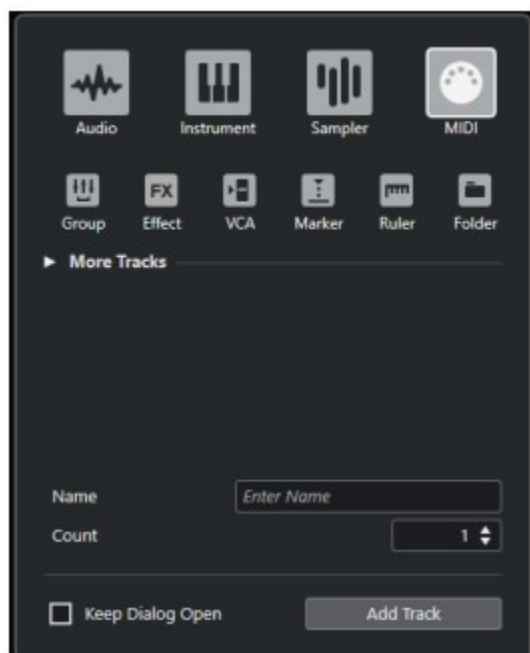 Audio Instrument Sampler MIDI
FX
Group Effect VCA Marker Ruler Folder
More Tracks
Name Enter Name
Count 1
Keep Dialog Open Add Track